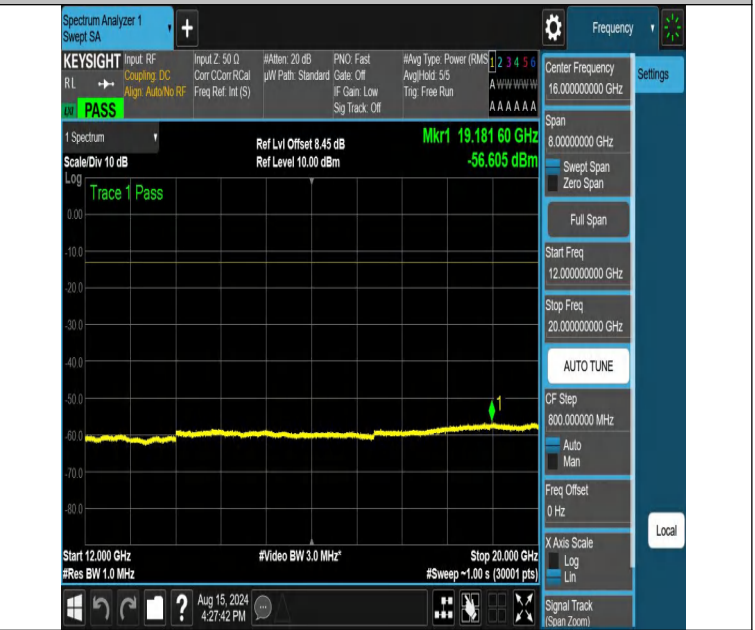 Spectrum Analyzer 1
Swept SA
+
Frequency
KEYSIGHT
RL
PASS
Input: RF
Coupling: DC
Align: Auto/No RF
Input Z: 50 Ω
Corr CCorr RCal
Freq Ref: Int (S)
#Atten: 20 dB
µW Path: Standard
PNO: Fast
Gate: Off
IF Gain: Low
Sig Track: Off
#Avg Type: Power (RMS
Avg|Hold: 5/5
Trig: Free Run
1 2 3 4 5 6
A W W W W W
A A A A A A
Center Frequency
16.000000000 GHz
Settings
1 Spectrum
Scale/Div 10 dB
Ref Lvl Offset 8.45 dB
Ref Level 10.00 dBm
Mkr1 19.181 60 GHz
-56.605 dBm
Log
Trace 1 Pass
0.00
-10.0
-20.0
-30.0
-40.0
-50.0
-60.0
-70.0
-80.0
1
Start 12.000 GHz
#Res BW 1.0 MHz
#Video BW 3.0 MHz*
Stop 20.000 GHz
#Sweep ~1.00 s (30001 pts)
Span
8.00000000 GHz
Swept Span
Zero Span
Full Span
Start Freq
12.000000000 GHz
Stop Freq
20.000000000 GHz
AUTO TUNE
CF Step
800.000000 MHz
Auto
Man
Freq Offset
0 Hz
X Axis Scale
Log
Lin
Signal Track
(Span Zoom)
Local
?
Aug 15, 2024
4:27:42 PM